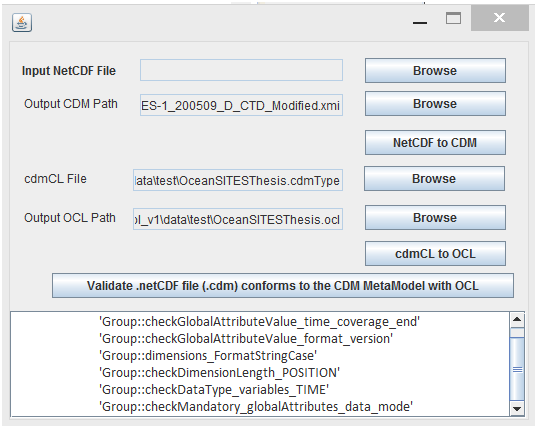 Input NetCDF File Browse
Output CDM Path ES-1_200509_D_CTD_Modified.xmi Browse
NetCDF to CDM
cdmCL File data\test\OceanSITESThesis.cdmType Browse
Output OCL Path ol_v1\data\test\OceanSITESThesis.ocl Browse
cdmCL to OCL
Validate .netCDF file (.cdm) conforms to the CDM MetaModel with OCL
'Group::checkGlobalAttributeValue_time_coverage_end'
'Group::checkGlobalAttributeValue_format_version'
'Group::dimensions_FormatStringCase'
'Group::checkDimensionLength_POSITION'
'Group::checkDataType_variables_TIME'
'Group::checkMandatory_globalAttributes_data_mode'